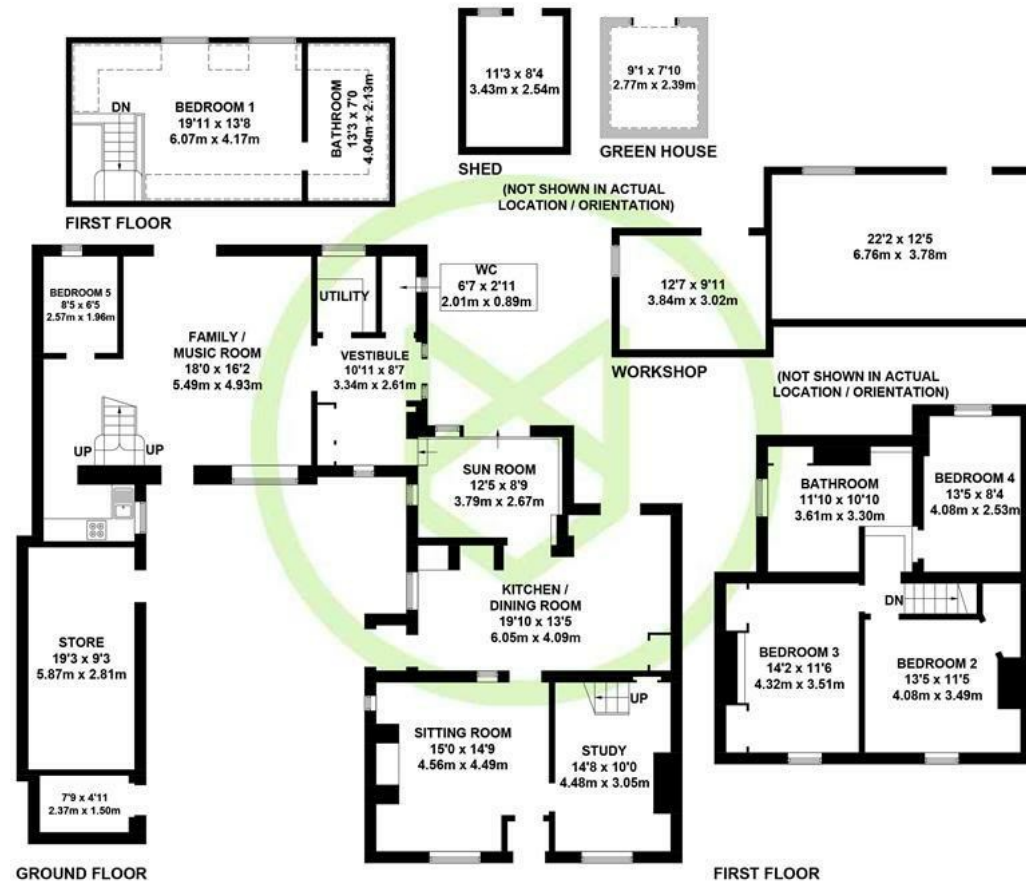 DN
BEDROOM 1
19'11 x 13'8
6.07m x 4.17m
BATHROOM
13'3 x 7'0
4.04m x 2.13m
FIRST FLOOR
11'3 x 8'4
3.43m x 2.54m
SHED
9'1 x 7'10
2.77m x 2.39m
GREEN HOUSE
(NOT SHOWN IN ACTUAL
LOCATION / ORIENTATION)
22'2 x 12'5
6.76m x 3.78m
12'7 x 9'11
3.84m x 3.02m
WORKSHOP
(NOT SHOWN IN ACTUAL
LOCATION / ORIENTATION)
BEDROOM 5
8'5 x 6'5
2.57m x 1.96m
FAMILY /
MUSIC ROOM
18'0 x 16'2
5.49m x 4.93m
UTILITY
WC
6'7 x 2'11
2.01m x 0.89m
VESTIBULE
10'11 x 8'7
3.34m x 2.61m
UP
UP
SUN ROOM
12'5 x 8'9
3.79m x 2.67m
KITCHEN /
DINING ROOM
19'10 x 13'5
6.05m x 4.09m
STORE
19'3 x 9'3
5.87m x 2.81m
7'9 x 4'11
2.37m x 1.50m
SITTING ROOM
15'0 x 14'9
4.56m x 4.49m
UP
STUDY
14'8 x 10'0
4.48m x 3.05m
GROUND FLOOR
BATHROOM
11'10 x 10'10
3.61m x 3.30m
BEDROOM 4
13'5 x 8'4
4.08m x 2.53m
DN
BEDROOM 3
14'2 x 11'6
4.32m x 3.51m
BEDROOM 2
13'5 x 11'5
4.08m x 3.49m
FIRST FLOOR